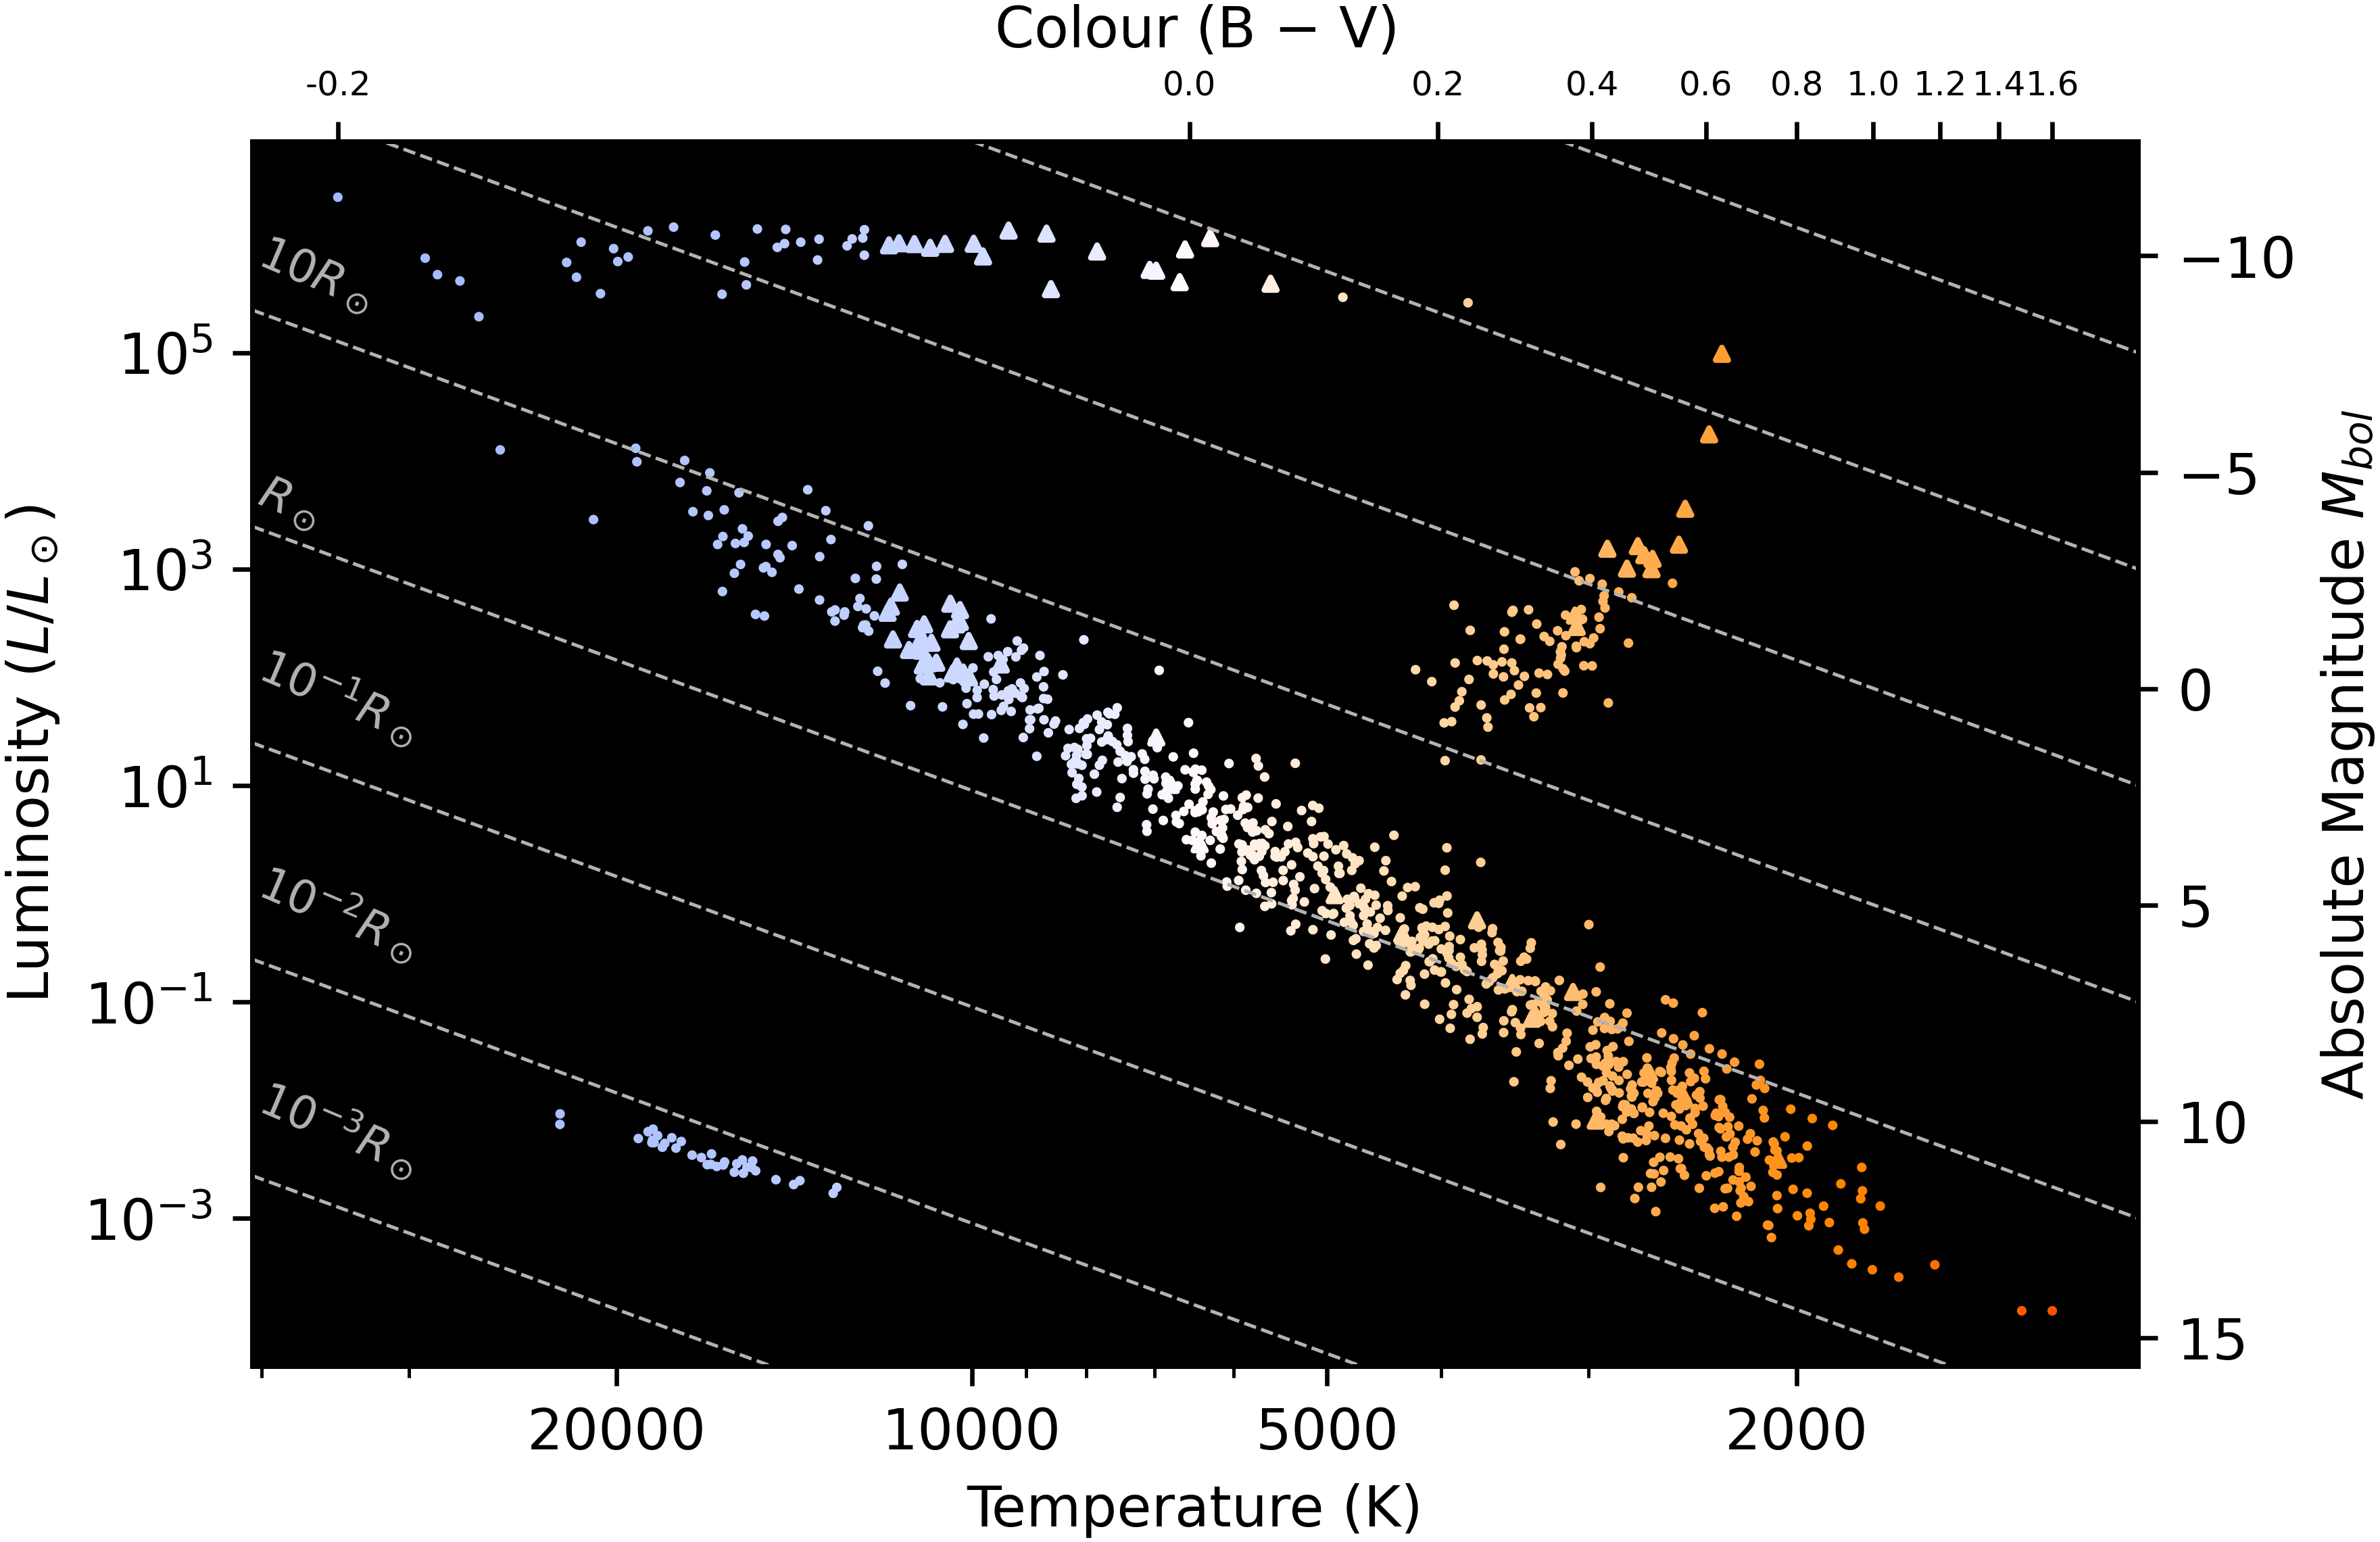 Colour (B − V)
-0.2 0.0 0.2 0.4 0.6 0.8 1.0 1.2 1.4 1.6
10R☉
R☉
10⁻¹R☉
10⁻²R☉
10⁻³R☉
Luminosity (L/L☉)
10⁵
10³
10¹
10⁻¹
10⁻³
−10
−5
0
5
10
15
Absolute Magnitude M_bol
20000 10000 5000 2000
Temperature (K)